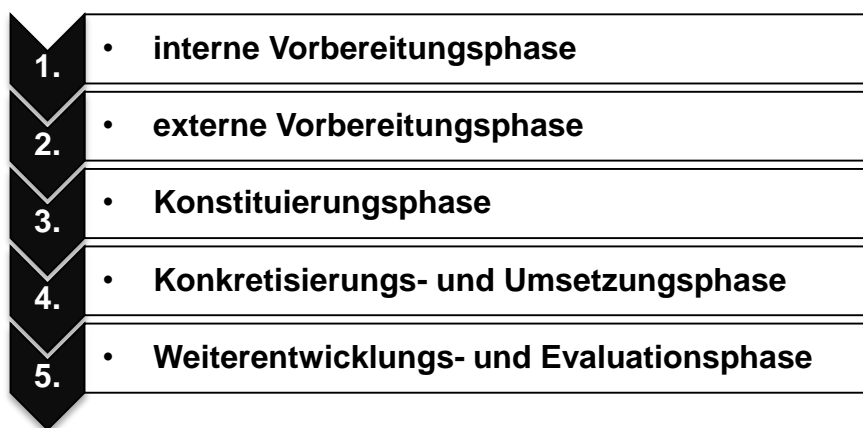 1. • interne Vorbereitungsphase
2. • externe Vorbereitungsphase
3. • Konstituierungsphase
4. • Konkretisierungs- und Umsetzungsphase
5. • Weiterentwicklungs- und Evaluationsphase